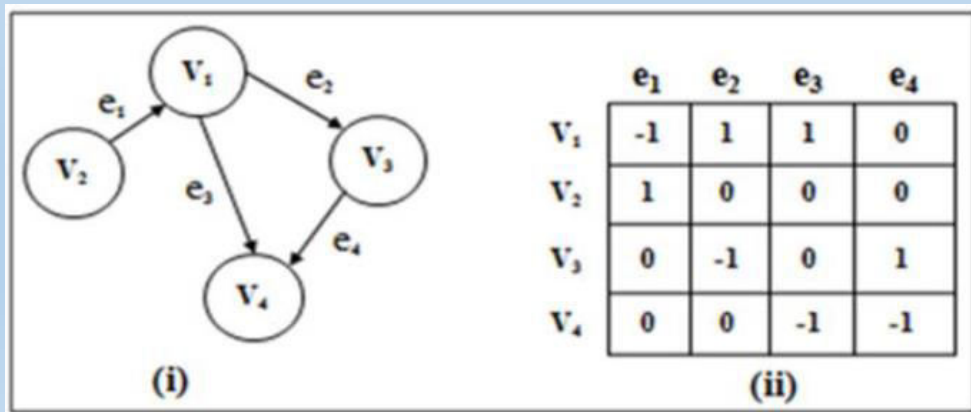 V₁
e₁
e₂
V₂
V₃
e₃
e₄
V₄
(i)
e₁ e₂ e₃ e₄
V₁ -1 1 1 0
V₂ 1 0 0 0
V₃ 0 -1 0 1
V₄ 0 0 -1 -1
(ii)